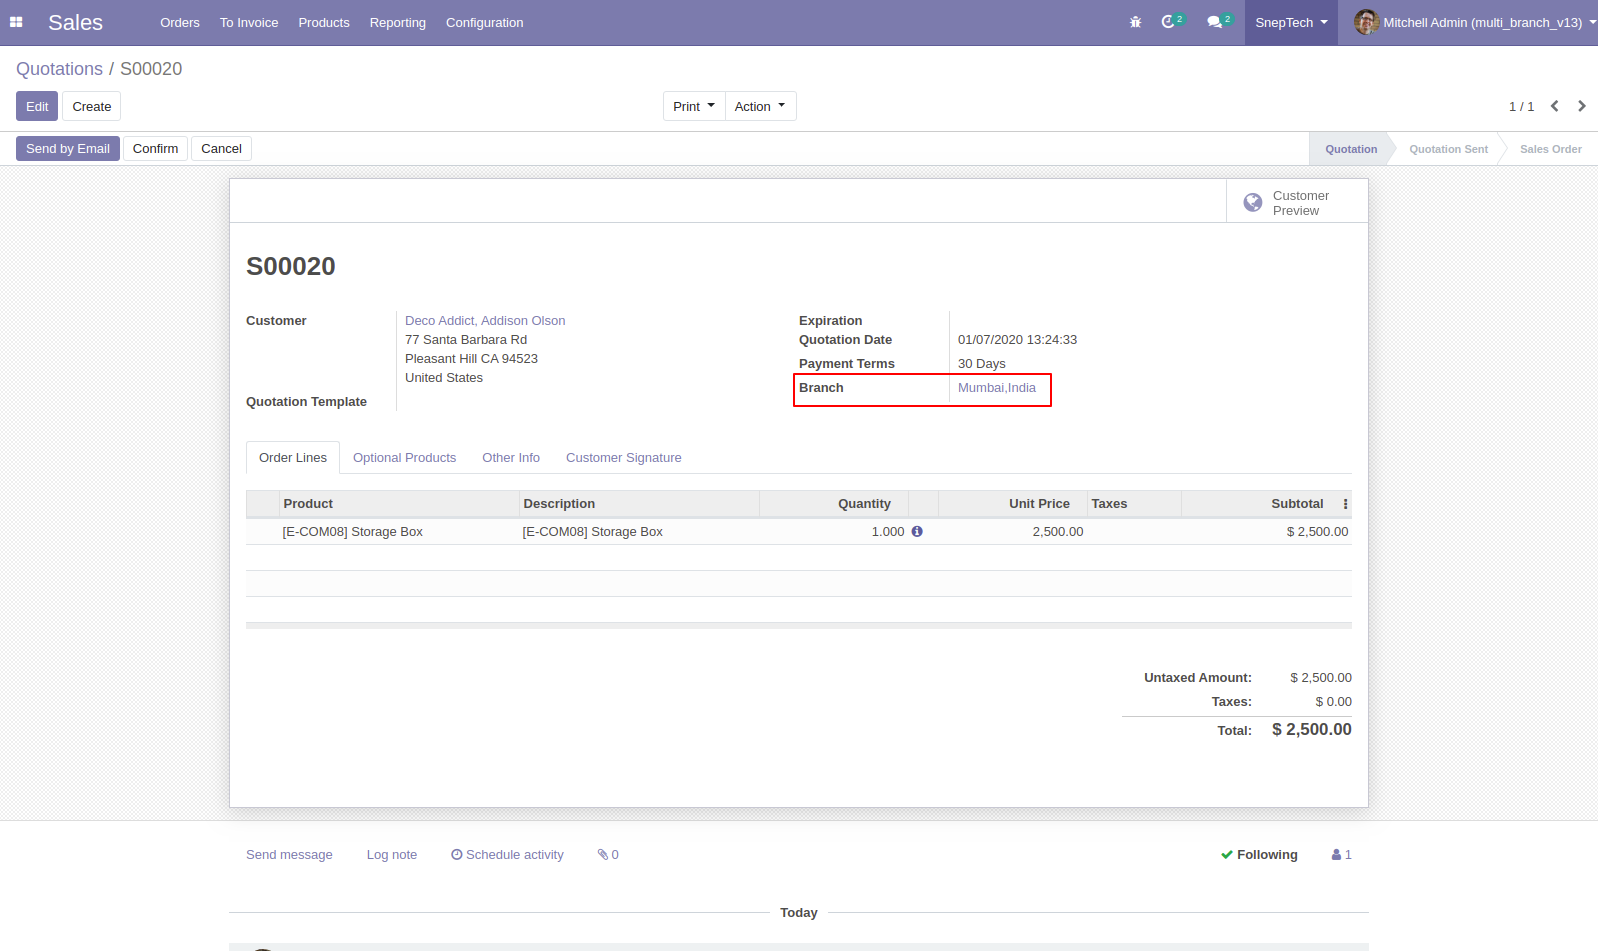 Sales Orders To Invoice Products Reporting Configuration 2 2 SnepTech Mitchell Admin (multi_branch_v13)
Quotations / S00020
Edit Create Print Action 1 / 1
Send by Email Confirm Cancel Quotation Quotation Sent Sales Order
Customer
Preview
S00020
Customer Deco Addict, Addison Olson
77 Santa Barbara Rd
Pleasant Hill CA 94523
United States
Quotation Template
Expiration
Quotation Date 01/07/2020 13:24:33
Payment Terms 30 Days
Branch Mumbai,India
Order Lines Optional Products Other Info Customer Signature
Product Description Quantity Unit Price Taxes Subtotal
[E-COM08] Storage Box [E-COM08] Storage Box 1.000 2,500.00 $ 2,500.00
Untaxed Amount: $ 2,500.00
Taxes: $ 0.00
Total: $ 2,500.00
Send message Log note Schedule activity 0 Following 1
Today